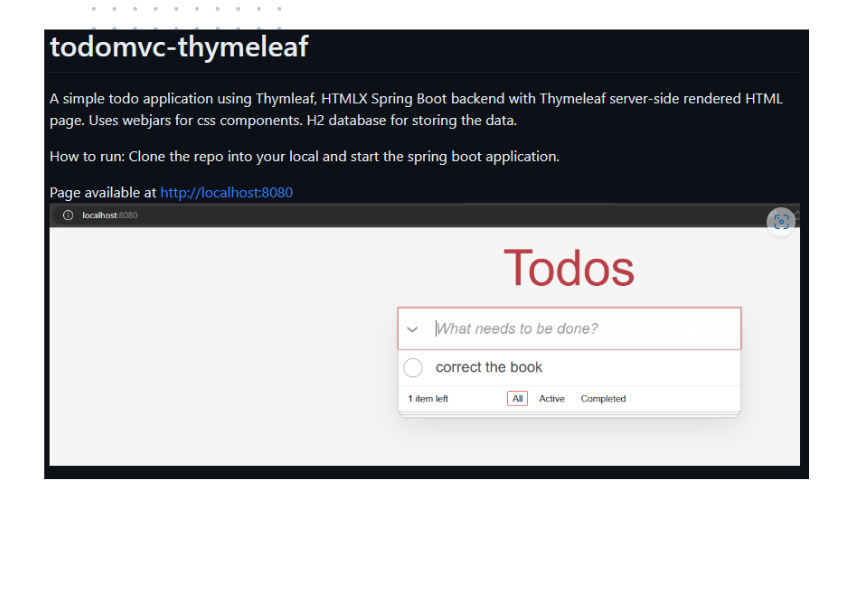 todomvc-thymeleaf
A simple todo application using Thymleaf, HTMLX Spring Boot backend with Thymeleaf server-side rendered HTML
page. Uses webjars for css components. H2 database for storing the data.
How to run: Clone the repo into your local and start the spring boot application.
Page available at http://localhost:8080
localhost:8080
Todos
What needs to be done?
correct the book
1 item left All Active Completed